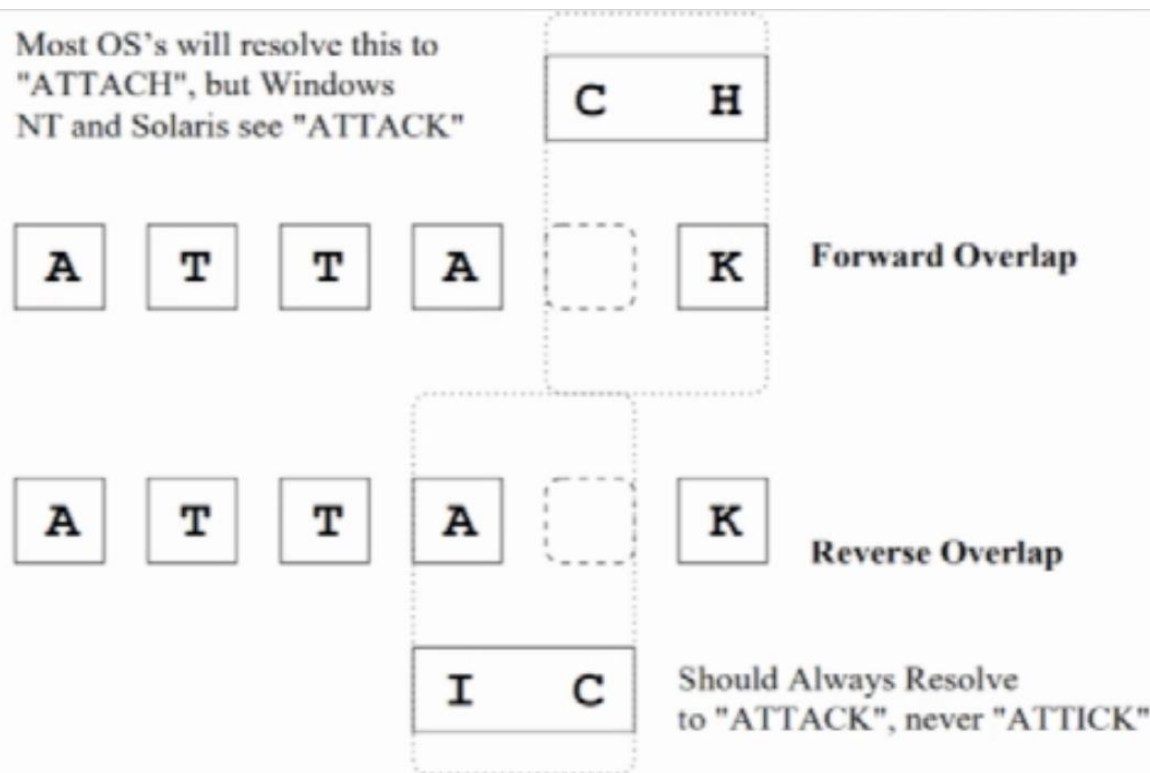 Most OS's will resolve this to
"ATTACH", but Windows
NT and Solaris see "ATTACK"
C H
A T T A K
Forward Overlap
A T T A K
Reverse Overlap
I C
Should Always Resolve
to "ATTACK", never "ATTICK"